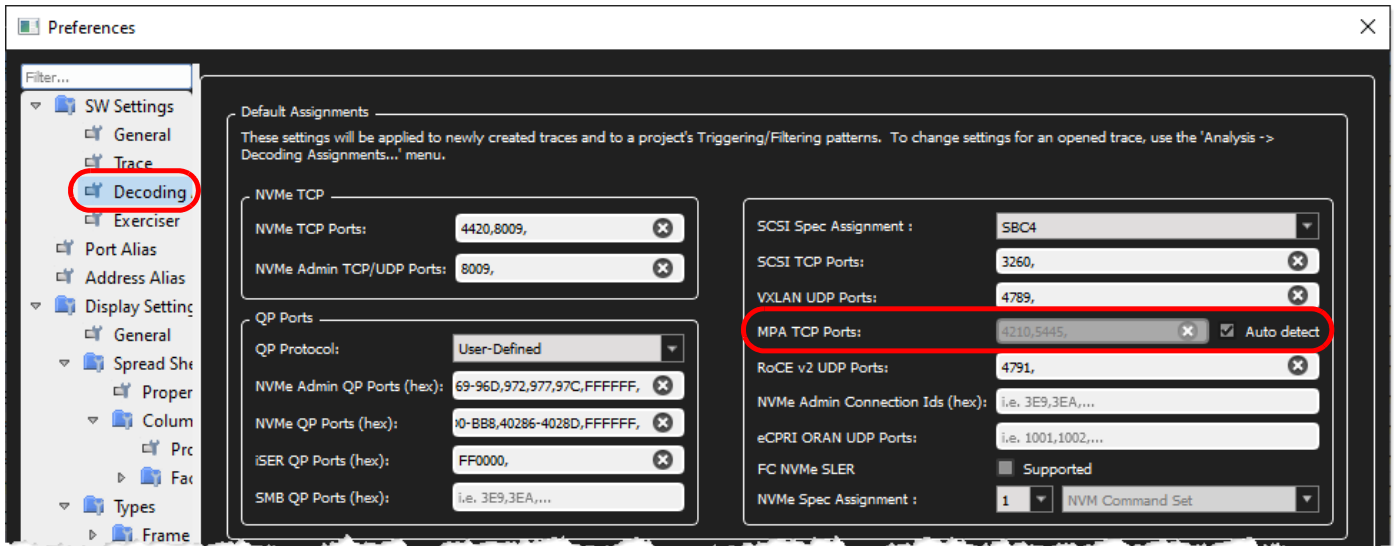 Preferences
Filter...
SW Settings
General
Trace
Decoding
Exerciser
Port Alias
Address Alias
Display Setting
General
Spread She
Proper
Colum
Pro
Fac
Types
Frame
Default Assignments
These settings will be applied to newly created traces and to a project's Triggering/Filtering patterns. To change settings for an opened trace, use the 'Analysis ->
Decoding Assignments...' menu.
NVMe TCP
NVMe TCP Ports: 4420,8009,
NVMe Admin TCP/UDP Ports: 8009,
QP Ports
QP Protocol: User-Defined
NVMe Admin QP Ports (hex): 69-96D,972,977,97C,FFFFFF,
NVMe QP Ports (hex): 0-BB8,40286-4028D,FFFFFF,
iSER QP Ports (hex): FF0000,
SMB QP Ports (hex): i.e. 3E9,3EA,...
SCSI Spec Assignment : SBC4
SCSI TCP Ports: 3260,
VXLAN UDP Ports: 4789,
MPA TCP Ports: 4210,5445, Auto detect
RoCE v2 UDP Ports: 4791,
NVMe Admin Connection Ids (hex): i.e. 3E9,3EA,...
eCPRI ORAN UDP Ports: i.e. 1001,1002,...
FC NVMe SLER Supported
NVMe Spec Assignment : 1 NVM Command Set